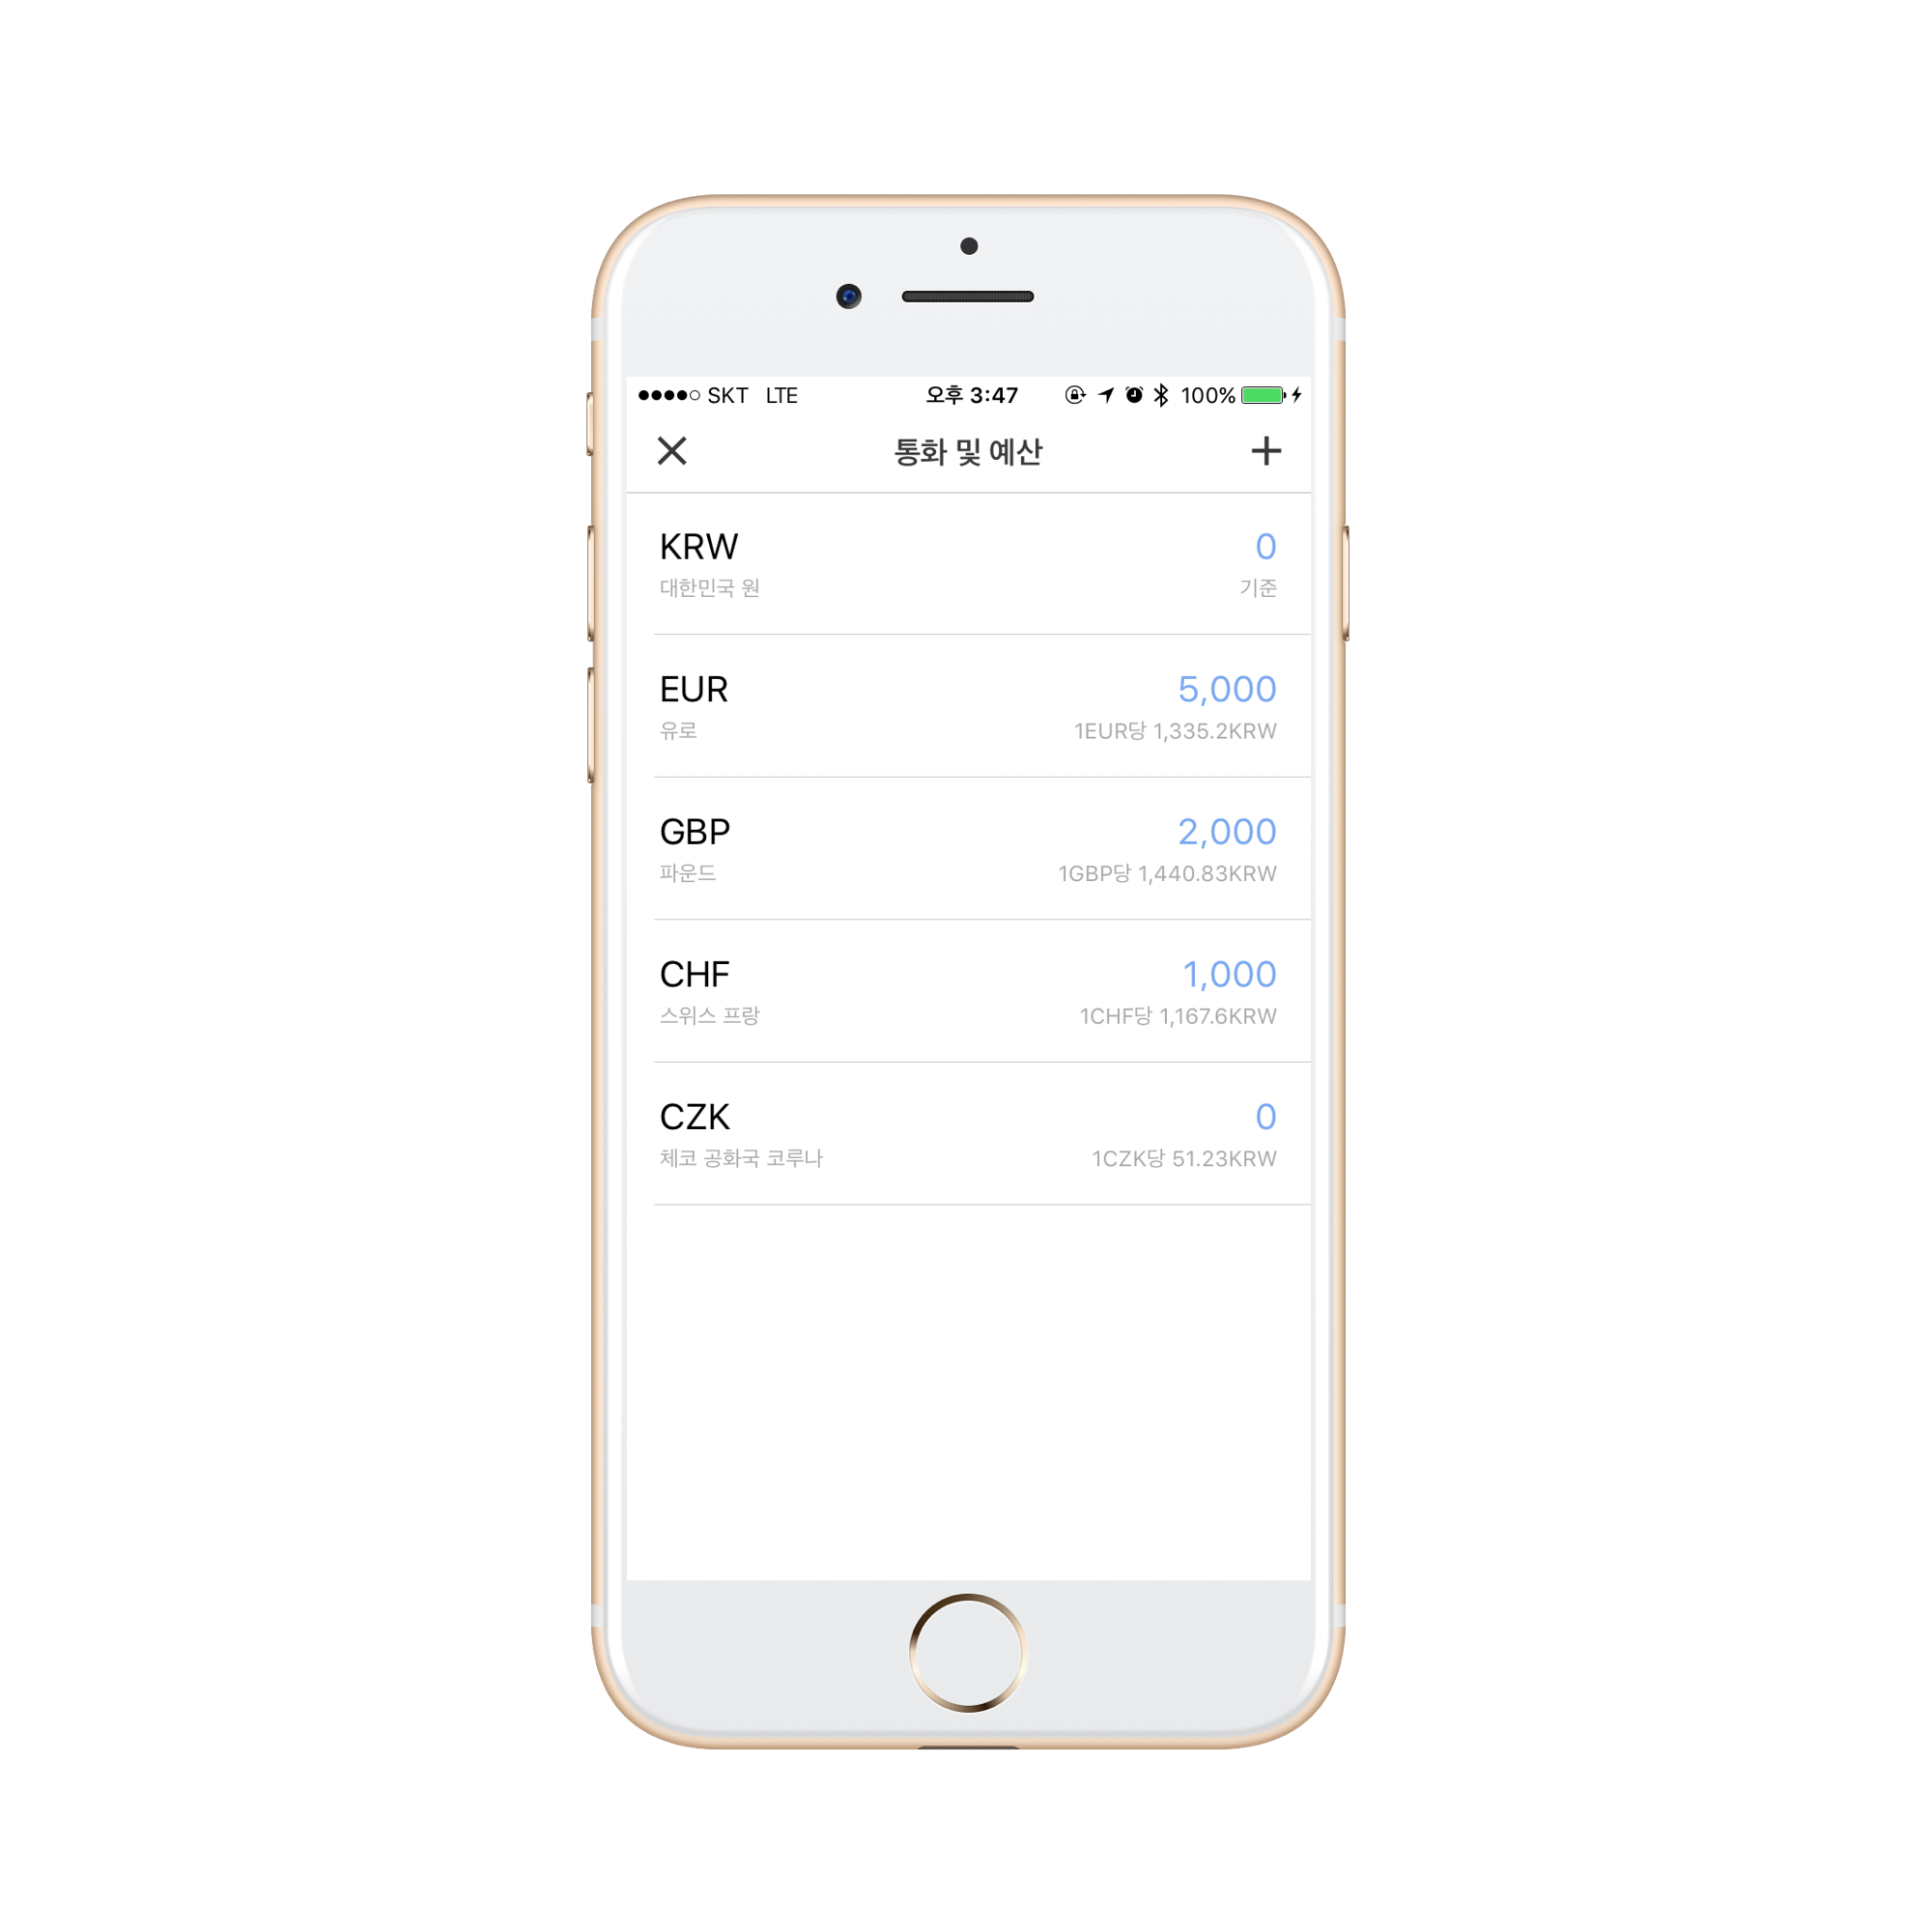 SKT LTE 오후 3:47 100%
통화 및 예산
KRW 0
대한민국 원 기준
EUR 5,000
유로 1EUR당 1,335.2KRW
GBP 2,000
파운드 1GBP당 1,440.83KRW
CHF 1,000
스위스 프랑 1CHF당 1,167.6KRW
CZK 0
체코 공화국 코루나 1CZK당 51.23KRW